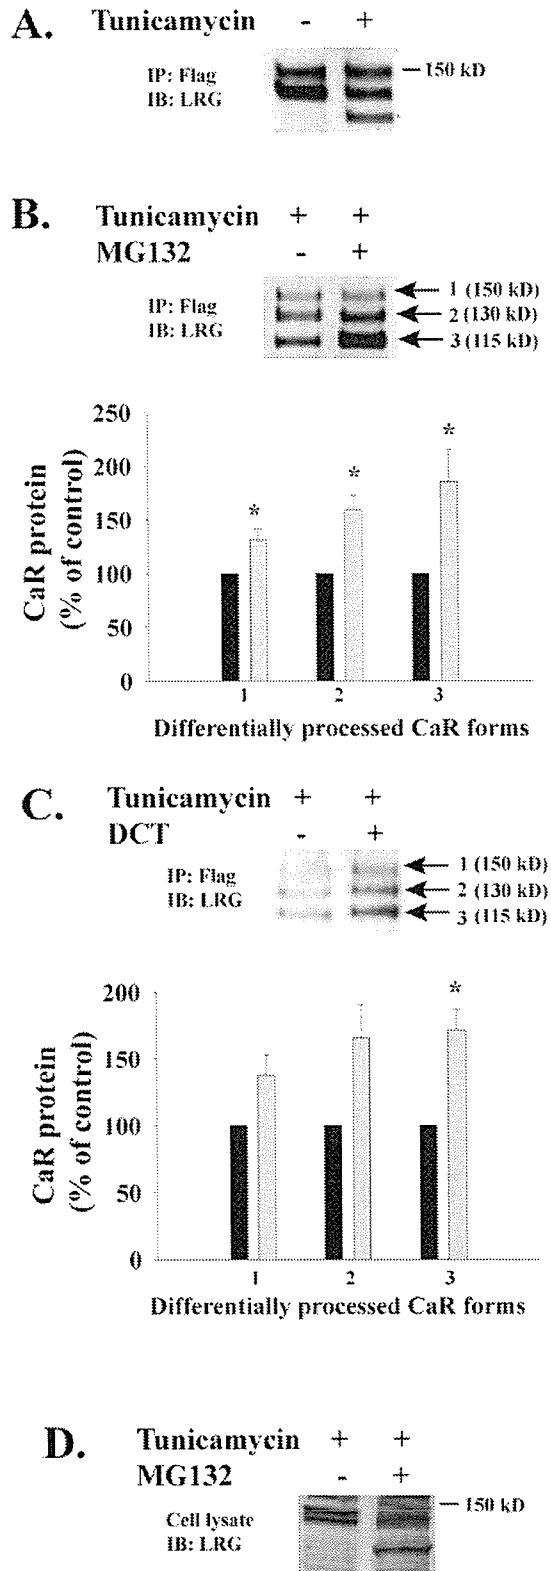 A. Tunicamycin - +
IP: Flag
IB: LRG
150 kD
B. Tunicamycin + +
MG132 - +
IP: Flag
IB: LRG
1 (150 kD)
2 (130 kD)
3 (115 kD)
250
200
150
100
50
0
CaR protein
(% of control)
* * *
1 2 3
Differentially processed CaR forms
C. Tunicamycin + +
DCT - +
IP: Flag
IB: LRG
1 (150 kD)
2 (130 kD)
3 (115 kD)
200
150
100
50
0
CaR protein
(% of control)
*
1 2 3
Differentially processed CaR forms
D. Tunicamycin + +
MG132 - +
Cell lysate
IB: LRG
150 kD